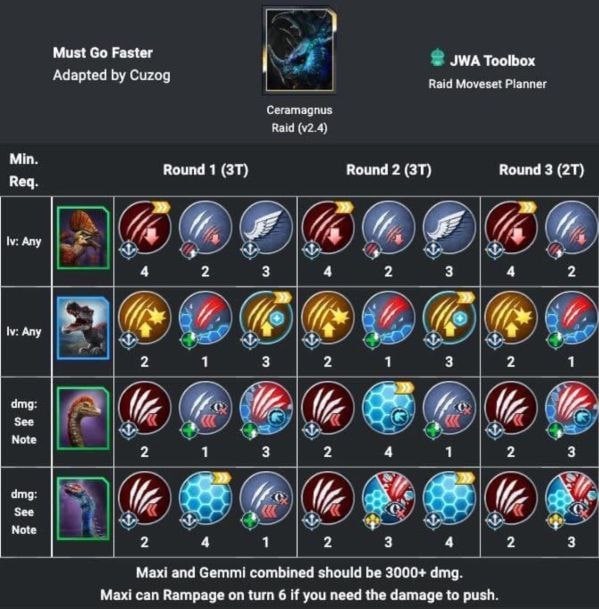 Must Go Faster
Adapted by Cuzog
JWA Toolbox
Raid Moveset Planner
Ceramagnus
Raid (v2.4)
Min.
Req.
Round 1 (3T)
Round 2 (3T)
Round 3 (2T)
lv: Any
4 2 3 4 2 3 4 2
lv: Any
2 1 3 2 1 3 2 1
dmg:
See
Note
2 1 3 2 4 1 2 3
dmg:
See
Note
2 4 1 2 3 4 2 3
Maxi and Gemmi combined should be 3000+ dmg.
Maxi can Rampage on turn 6 if you need the damage to push.